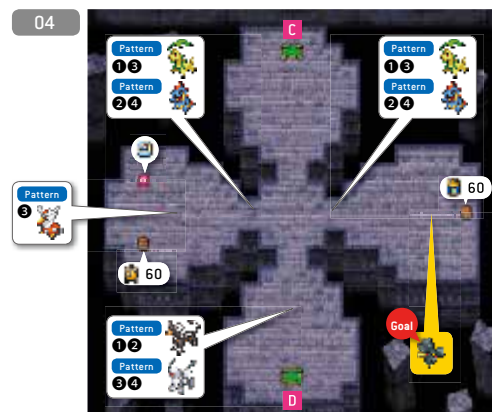 04
C
Pattern
❶❸
Pattern
❷❹
Pattern
❶❸
Pattern
❷❹
Pattern
❸
60
60
Pattern
❶❷
Pattern
❸❹
Goal
D